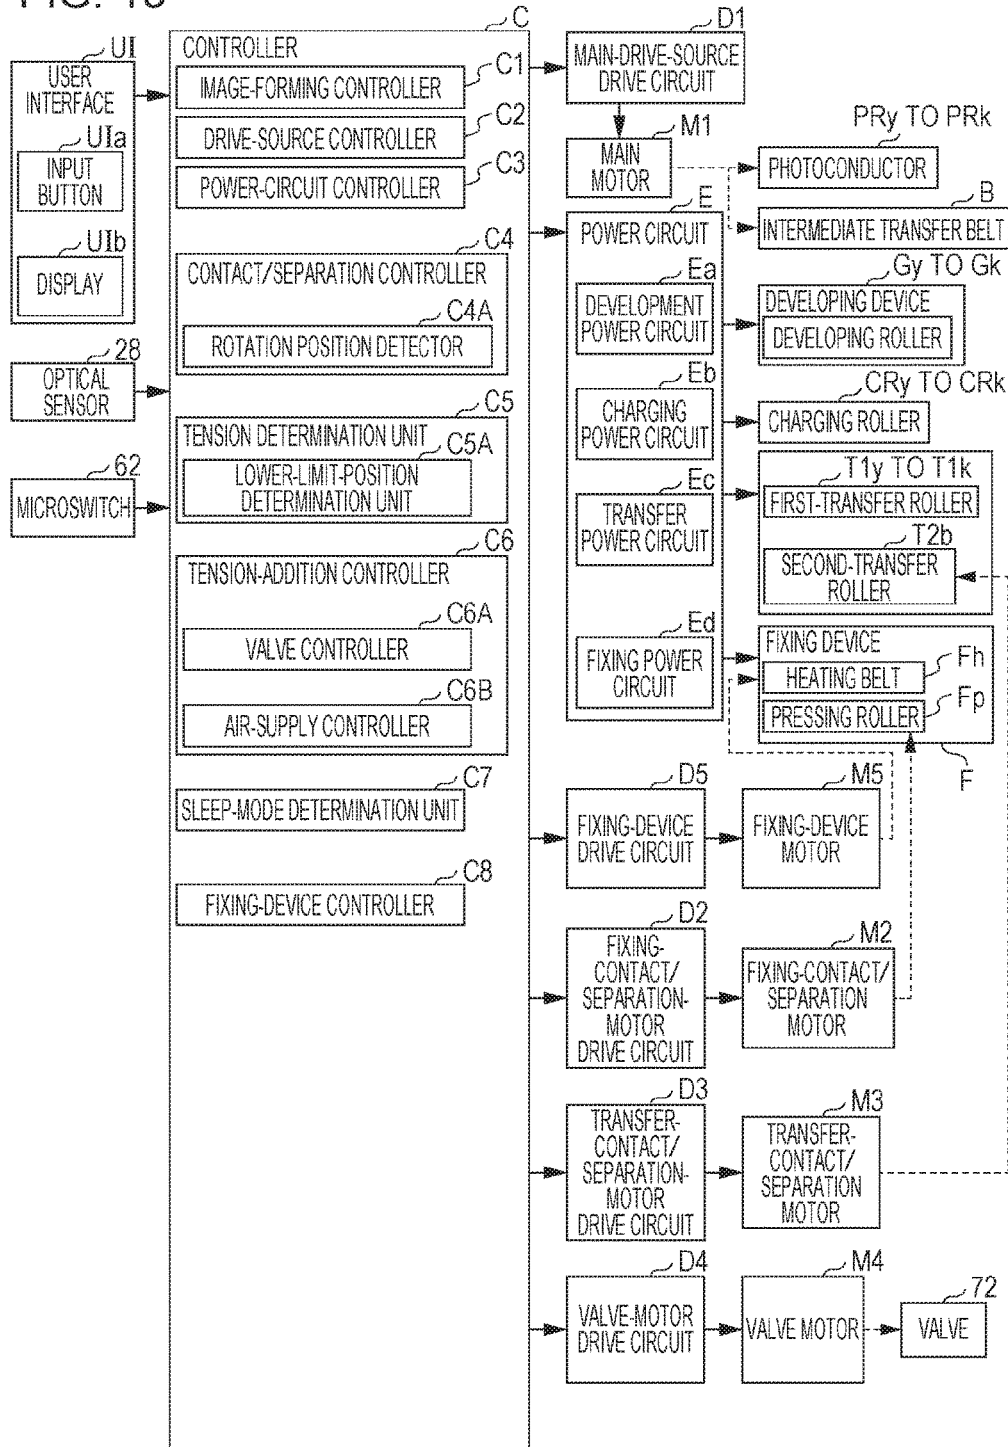 UI
USER
INTERFACE
UIa
INPUT
BUTTON
UIb
DISPLAY
28
OPTICAL
SENSOR
62
MICROSWITCH
C
CONTROLLER
C1
IMAGE-FORMING CONTROLLER
C2
DRIVE-SOURCE CONTROLLER
C3
POWER-CIRCUIT CONTROLLER
C4
CONTACT/SEPARATION CONTROLLER
C4A
ROTATION POSITION DETECTOR
C5
TENSION DETERMINATION UNIT
C5A
LOWER-LIMIT-POSITION
DETERMINATION UNIT
C6
TENSION-ADDITION CONTROLLER
C6A
VALVE CONTROLLER
C6B
AIR-SUPPLY CONTROLLER
C7
SLEEP-MODE DETERMINATION UNIT
C8
FIXING-DEVICE CONTROLLER
D1
MAIN-DRIVE-SOURCE
DRIVE CIRCUIT
M1
MAIN
MOTOR
PRy TO PRk
PHOTOCONDUCTOR
B
INTERMEDIATE TRANSFER BELT
E
POWER CIRCUIT
Ea
DEVELOPMENT
POWER CIRCUIT
Gy TO Gk
DEVELOPING DEVICE
DEVELOPING ROLLER
Eb
CHARGING
POWER CIRCUIT
CRy TO CRk
CHARGING ROLLER
Ec
TRANSFER
POWER CIRCUIT
T1y TO T1k
FIRST-TRANSFER ROLLER
T2b
SECOND-TRANSFER
ROLLER
Ed
FIXING POWER
CIRCUIT
FIXING DEVICE
HEATING BELT
Fh
PRESSING ROLLER
Fp
F
D5
FIXING-DEVICE
DRIVE CIRCUIT
M5
FIXING-DEVICE
MOTOR
D2
FIXING-
CONTACT/
SEPARATION-
MOTOR
DRIVE CIRCUIT
M2
FIXING-CONTACT/
SEPARATION
MOTOR
D3
TRANSFER-
CONTACT/
SEPARATION-
MOTOR
DRIVE CIRCUIT
M3
TRANSFER-
CONTACT/
SEPARATION
MOTOR
D4
VALVE-MOTOR
DRIVE CIRCUIT
M4
VALVE MOTOR
72
VALVE